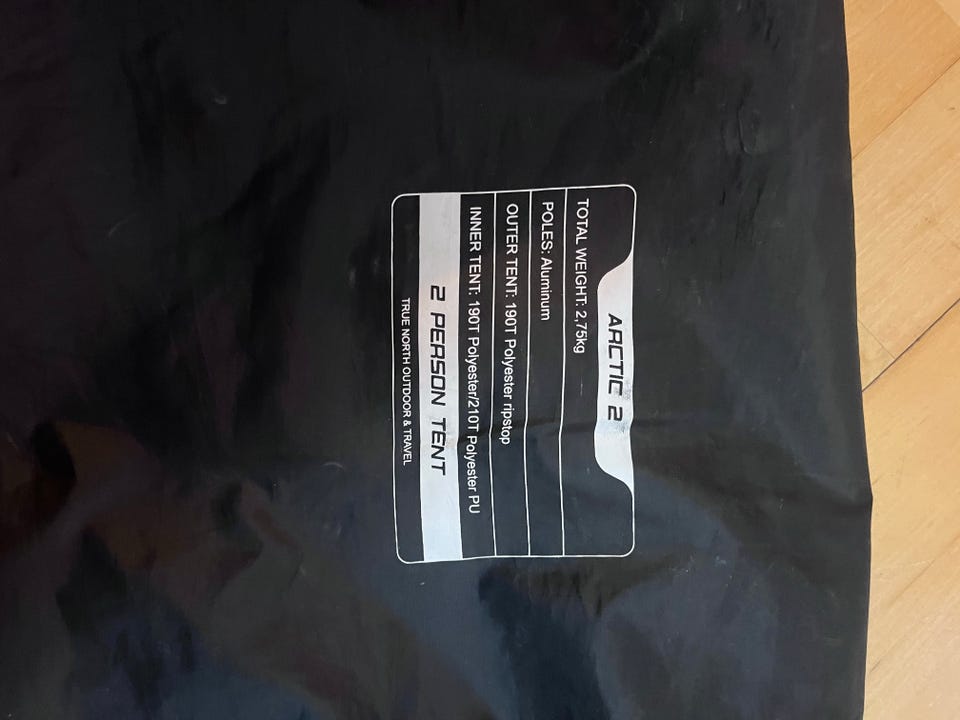 ARCTIC 2
TOTAL WEIGHT: 2,75kg
POLES: Aluminum
OUTER TENT: 190T Polyester ripstop
INNER TENT: 190T Polyester/210T Polyester PU
2 PERSON TENT
TRUE NORTH OUTDOOR & TRAVEL